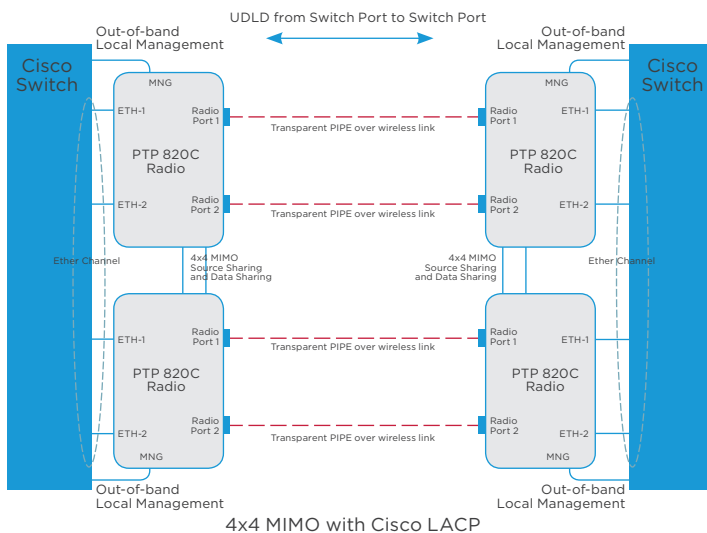 UDLD from Switch Port to Switch Port
Out-of-band
Local Management
Out-of-band
Local Management
Cisco
Switch
Cisco
Switch
MNG
MNG
ETH-1
Radio
Port 1
Transparent PIPE over wireless link
Radio
Port 1
ETH-1
PTP 820C
Radio
PTP 820C
Radio
ETH-2
Radio
Port 2
Transparent PIPE over wireless link
Radio
Port 2
ETH-2
Ether Channel
4x4 MIMO
Source Sharing
and Data Sharing
4x4 MIMO
Source Sharing
and Data Sharing
Ether Channel
ETH-1
Radio
Port 1
Transparent PIPE over wireless link
Radio
Port 1
ETH-1
PTP 820C
Radio
PTP 820C
Radio
ETH-2
Radio
Port 2
Transparent PIPE over wireless link
Radio
Port 2
ETH-2
MNG
MNG
Out-of-band
Local Management
Out-of-band
Local Management
4x4 MIMO with Cisco LACP